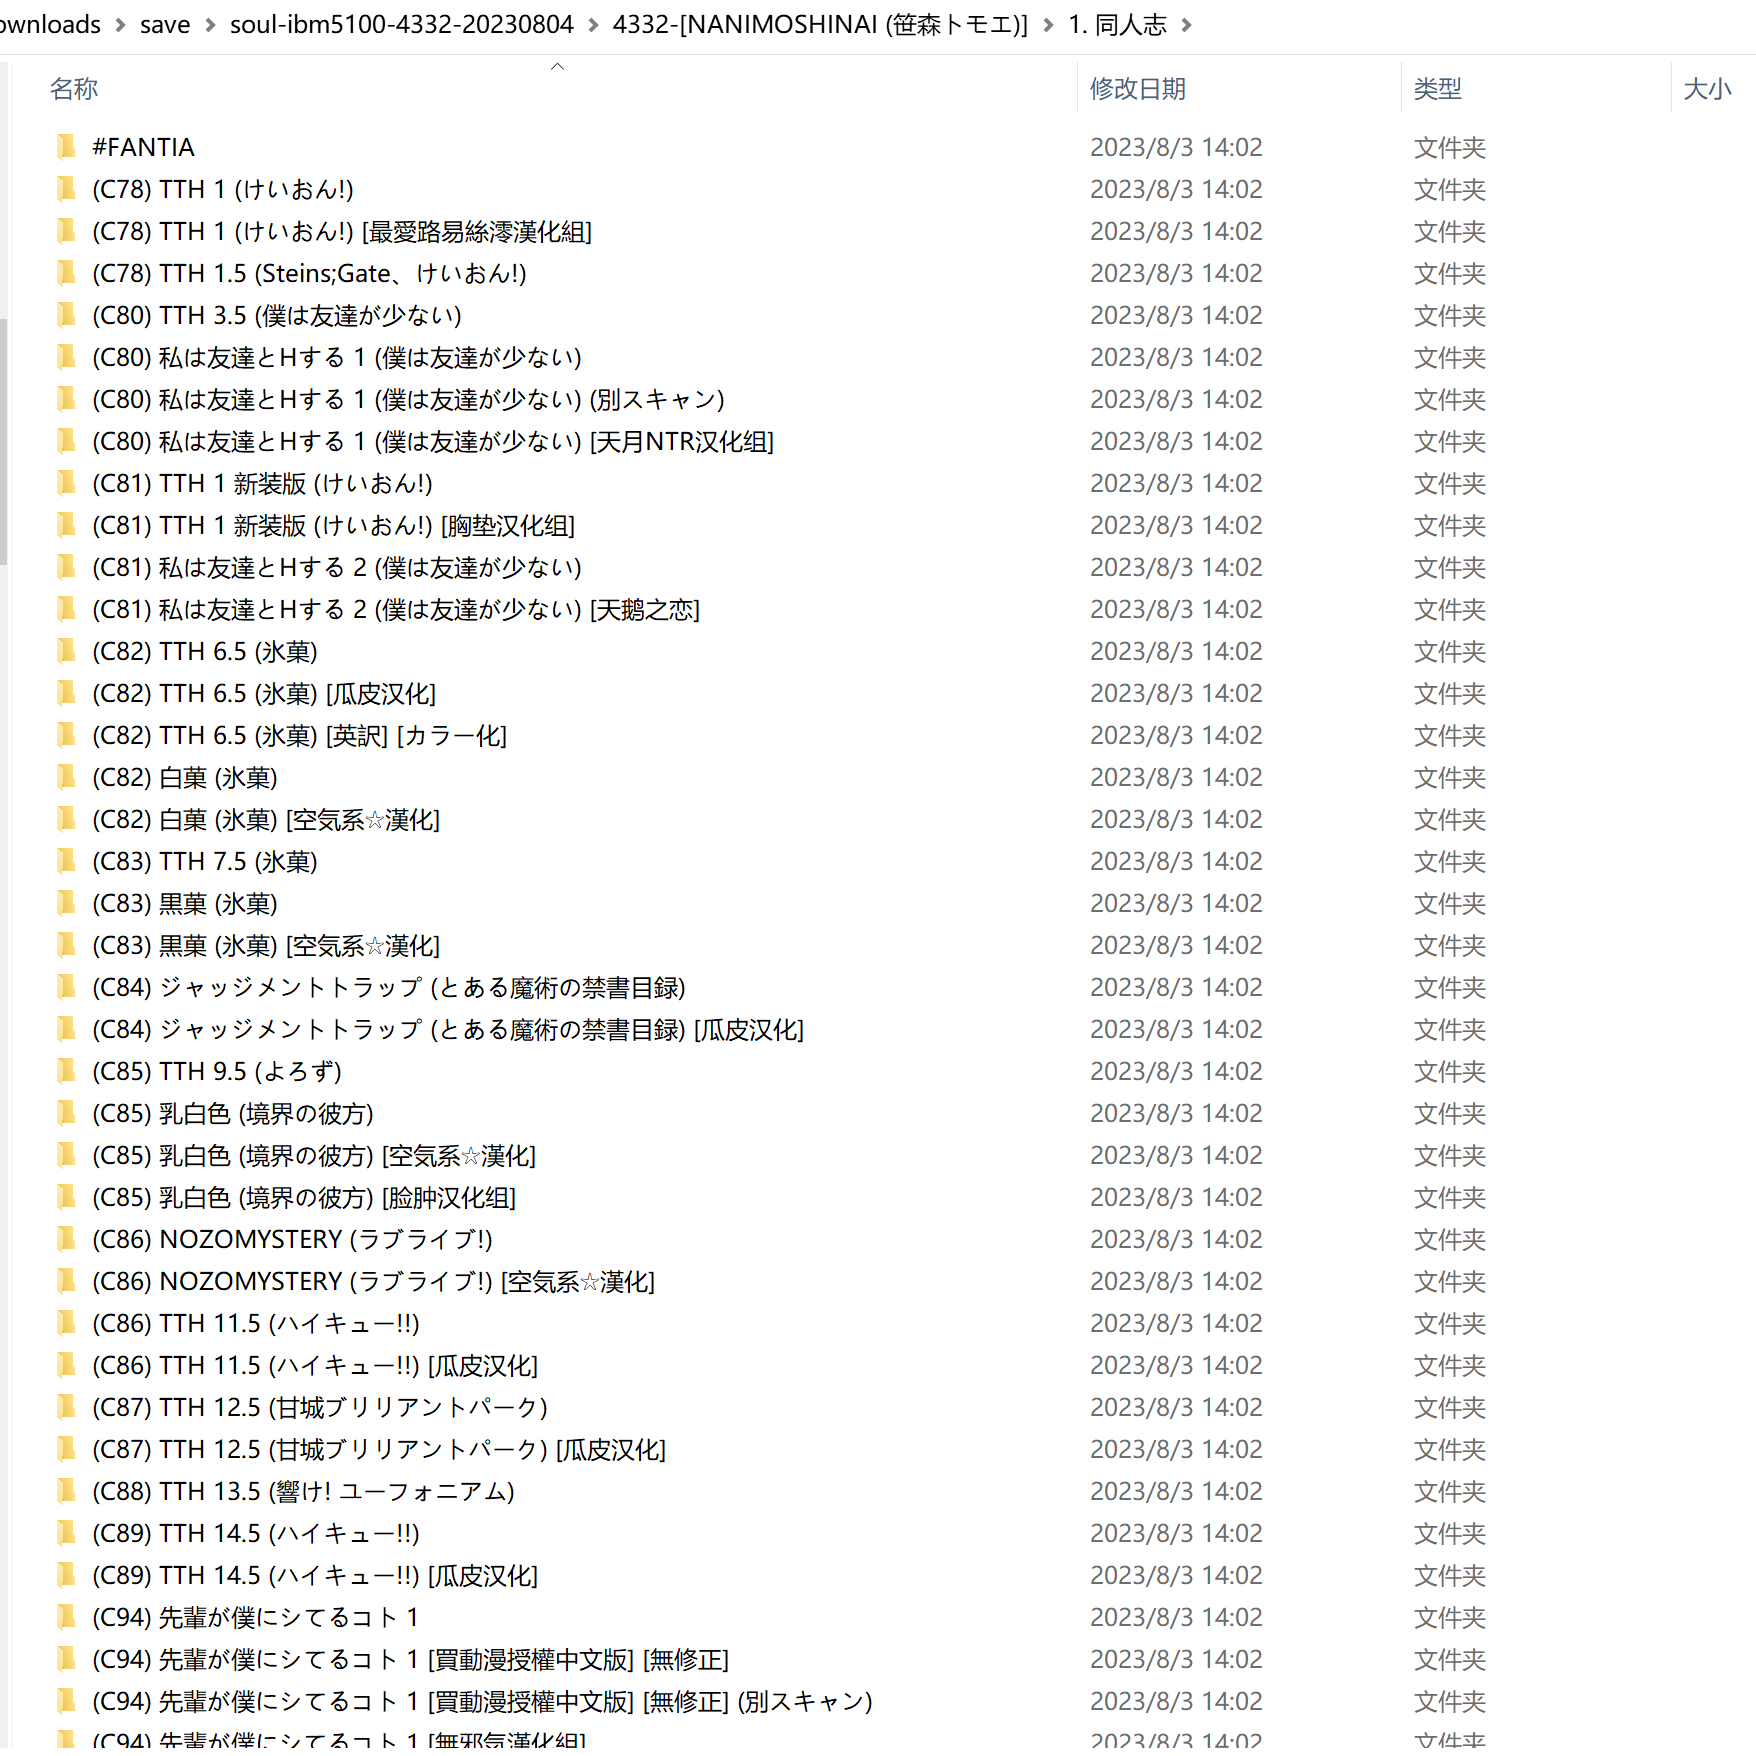 ownloads > save > soul-ibm5100-4332-20230804 > 4332-[NANIMOSHINAI (笹森トモエ)] > 1. 同人志 >
名称 修改日期 类型 大小
#FANTIA 2023/8/3 14:02 文件夹
(C78) TTH 1 (けいおん!) 2023/8/3 14:02 文件夹
(C78) TTH 1 (けいおん!) [最愛路易絲澪漢化組] 2023/8/3 14:02 文件夹
(C78) TTH 1.5 (Steins;Gate、けいおん!) 2023/8/3 14:02 文件夹
(C80) TTH 3.5 (僕は友達が少ない) 2023/8/3 14:02 文件夹
(C80) 私は友達とHする 1 (僕は友達が少ない) 2023/8/3 14:02 文件夹
(C80) 私は友達とHする 1 (僕は友達が少ない) (別スキャン) 2023/8/3 14:02 文件夹
(C80) 私は友達とHする 1 (僕は友達が少ない) [天月NTR汉化组] 2023/8/3 14:02 文件夹
(C81) TTH 1 新装版 (けいおん!) 2023/8/3 14:02 文件夹
(C81) TTH 1 新装版 (けいおん!) [胸垫汉化组] 2023/8/3 14:02 文件夹
(C81) 私は友達とHする 2 (僕は友達が少ない) 2023/8/3 14:02 文件夹
(C81) 私は友達とHする 2 (僕は友達が少ない) [天鹅之恋] 2023/8/3 14:02 文件夹
(C82) TTH 6.5 (氷菓) 2023/8/3 14:02 文件夹
(C82) TTH 6.5 (氷菓) [瓜皮汉化] 2023/8/3 14:02 文件夹
(C82) TTH 6.5 (氷菓) [英訳] [カラー化] 2023/8/3 14:02 文件夹
(C82) 白菓 (氷菓) 2023/8/3 14:02 文件夹
(C82) 白菓 (氷菓) [空気系☆漢化] 2023/8/3 14:02 文件夹
(C83) TTH 7.5 (氷菓) 2023/8/3 14:02 文件夹
(C83) 黒菓 (氷菓) 2023/8/3 14:02 文件夹
(C83) 黒菓 (氷菓) [空気系☆漢化] 2023/8/3 14:02 文件夹
(C84) ジャッジメントトラップ (とある魔術の禁書目録) 2023/8/3 14:02 文件夹
(C84) ジャッジメントトラップ (とある魔術の禁書目録) [瓜皮汉化] 2023/8/3 14:02 文件夹
(C85) TTH 9.5 (よろず) 2023/8/3 14:02 文件夹
(C85) 乳白色 (境界の彼方) 2023/8/3 14:02 文件夹
(C85) 乳白色 (境界の彼方) [空気系☆漢化] 2023/8/3 14:02 文件夹
(C85) 乳白色 (境界の彼方) [脸肿汉化组] 2023/8/3 14:02 文件夹
(C86) NOZOMYSTERY (ラブライブ!) 2023/8/3 14:02 文件夹
(C86) NOZOMYSTERY (ラブライブ!) [空気系☆漢化] 2023/8/3 14:02 文件夹
(C86) TTH 11.5 (ハイキュー!!) 2023/8/3 14:02 文件夹
(C86) TTH 11.5 (ハイキュー!!) [瓜皮汉化] 2023/8/3 14:02 文件夹
(C87) TTH 12.5 (甘城ブリリアントパーク) 2023/8/3 14:02 文件夹
(C87) TTH 12.5 (甘城ブリリアントパーク) [瓜皮汉化] 2023/8/3 14:02 文件夹
(C88) TTH 13.5 (響け! ユーフォニアム) 2023/8/3 14:02 文件夹
(C89) TTH 14.5 (ハイキュー!!) 2023/8/3 14:02 文件夹
(C89) TTH 14.5 (ハイキュー!!) [瓜皮汉化] 2023/8/3 14:02 文件夹
(C94) 先輩が僕にシてるコト 1 2023/8/3 14:02 文件夹
(C94) 先輩が僕にシてるコト 1 [買動漫授權中文版] [無修正] 2023/8/3 14:02 文件夹
(C94) 先輩が僕にシてるコト 1 [買動漫授權中文版] [無修正] (別スキャン) 2023/8/3 14:02 文件夹
(C94) 先輩が僕にシてるコト 1 [無邪気漢化組] 2023/8/3 14:02 文件夹